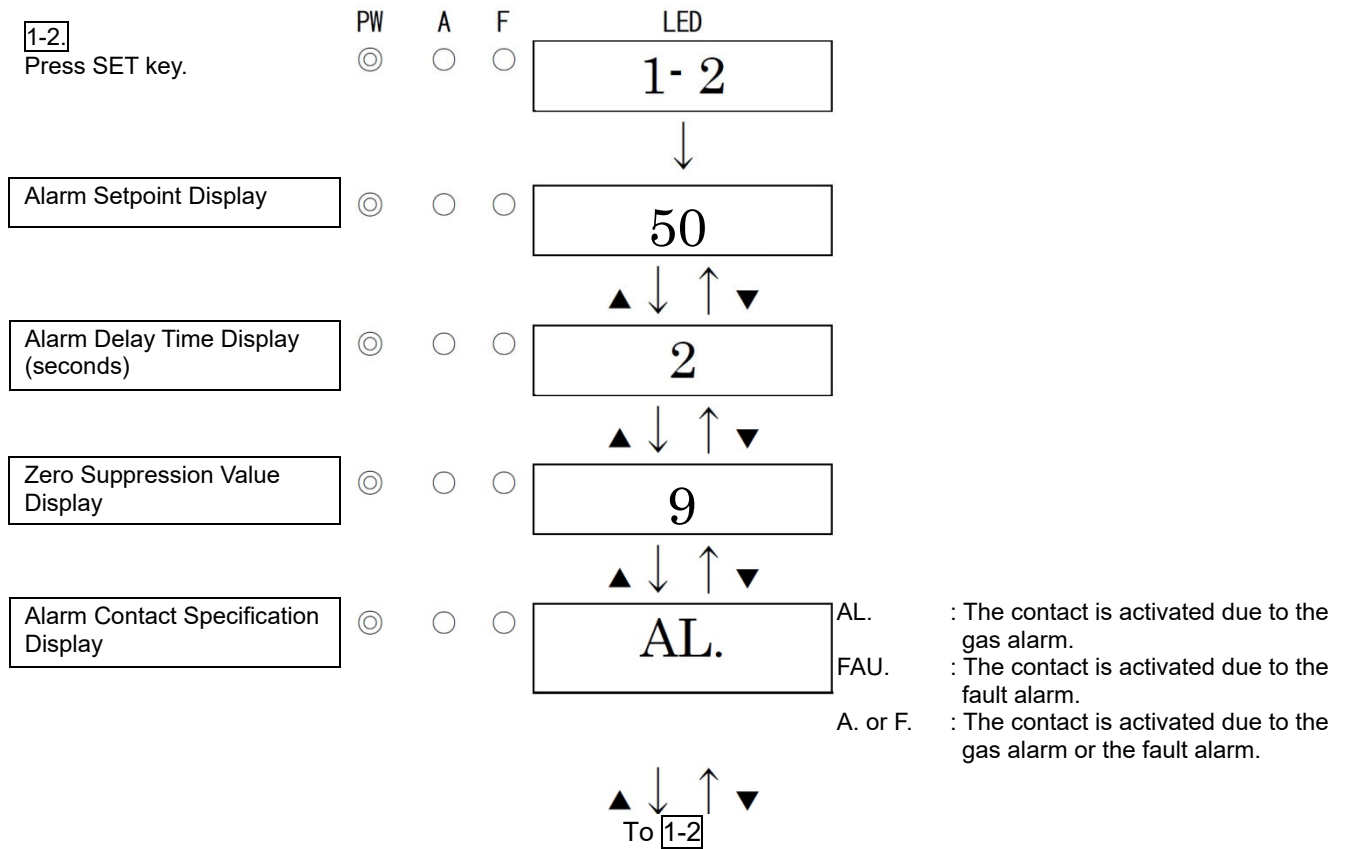 PW A F LED
1-2.
Press SET key.
1- 2
↓
Alarm Setpoint Display
50
▲ ↓ ↑ ▼
Alarm Delay Time Display
(seconds)
2
▲ ↓ ↑ ▼
Zero Suppression Value
Display
9
▲ ↓ ↑ ▼
Alarm Contact Specification
Display
AL.
AL. : The contact is activated due to the
gas alarm.
FAU. : The contact is activated due to the
fault alarm.
A. or F. : The contact is activated due to the
gas alarm or the fault alarm.
▲ ↓ ↑ ▼
To 1-2